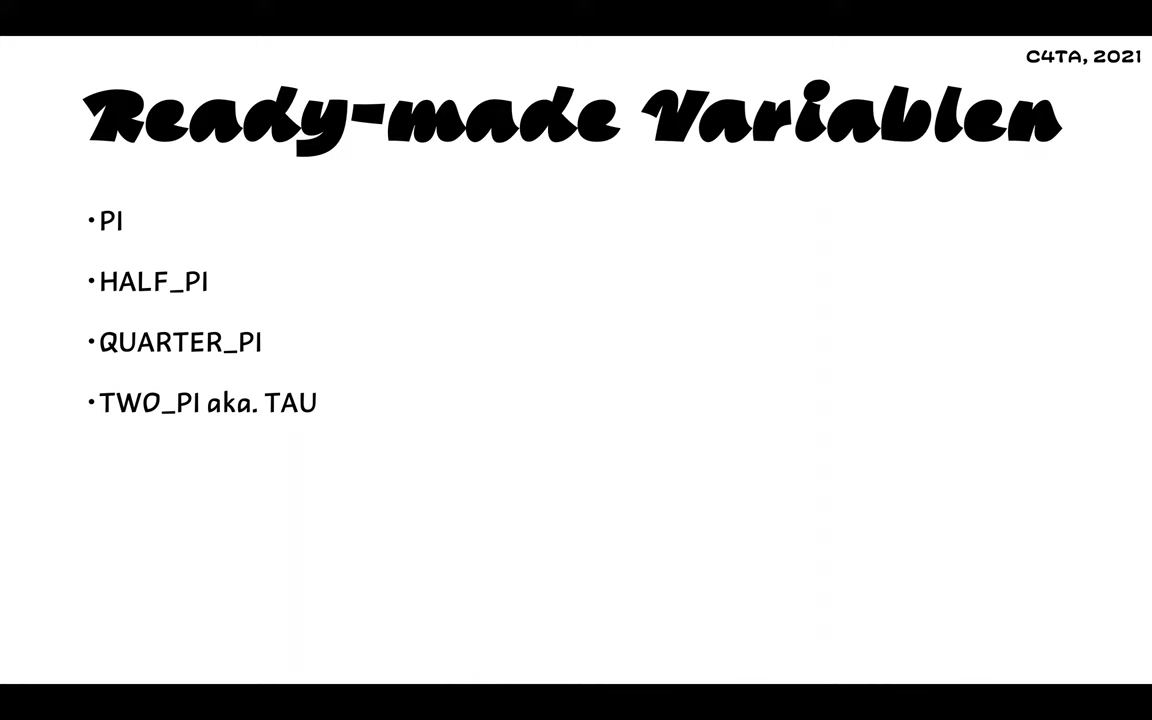 C4TA, 2021
Ready-made Variablen
•PI
•HALF_PI
•QUARTER_PI
•TWO_PI aka. TAU